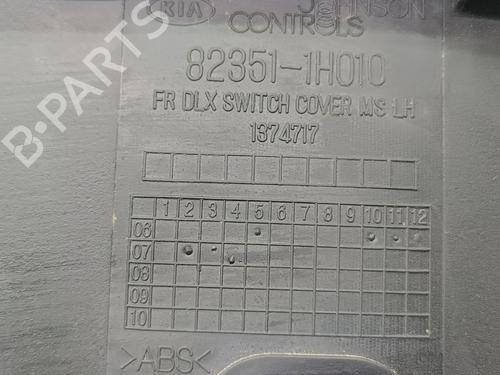 KIA JOHNSON
CONTROLS
82351-1H010
FR DLX SWITCH COVER MS LH
1374717
1 2 3 4 5 6 7 8 9 10 11 12
06
07
08
09
10
>ABS<
B-PARTS